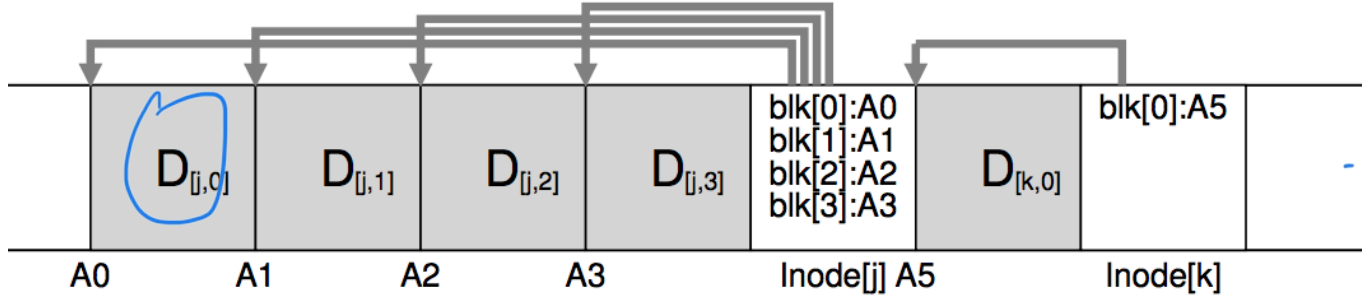 blk[0]:A0
blk[1]:A1
blk[2]:A2
blk[3]:A3
blk[0]:A5
D[j,0] D[j,1] D[j,2] D[j,3] D[k,0]
A0 A1 A2 A3 Inode[j] A5 Inode[k]